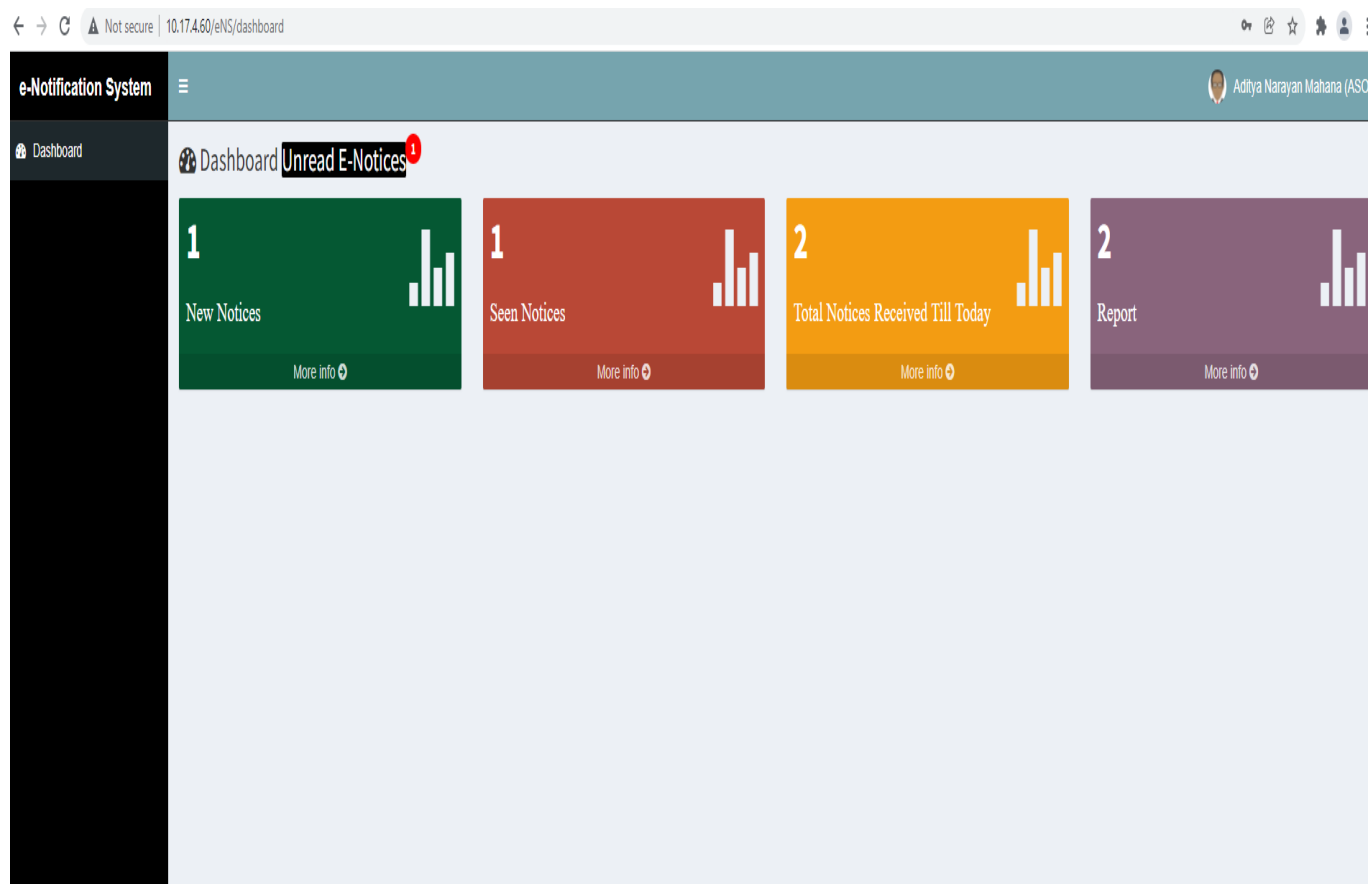 Not secure | 10.17.4.60/eNS/dashboard
e-Notification System
Aditya Narayan Mahana (ASO
Dashboard
Dashboard Unread E-Notices 1
1
New Notices
More info
1
Seen Notices
More info
2
Total Notices Received Till Today
More info
2
Report
More info